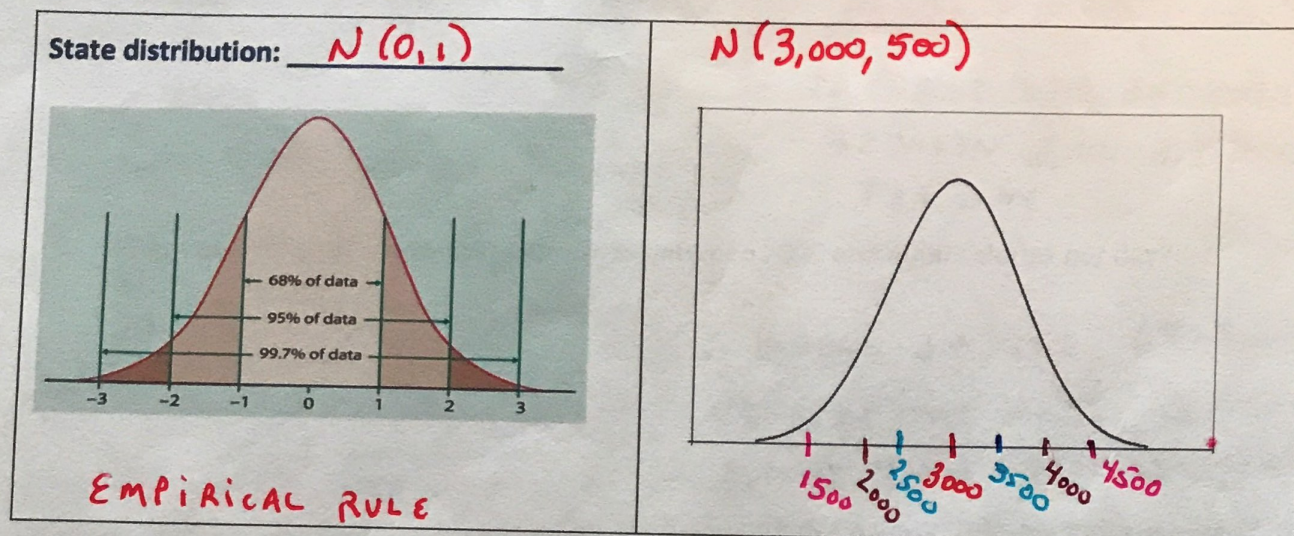 State distribution: N (0,1)
68% of data
95% of data
99.7% of data
-3 -2 -1 0 1 2 3
EMPIRICAL RULE
N (3,000, 500)
1500 2000 2500 3000 3500 4000 4500